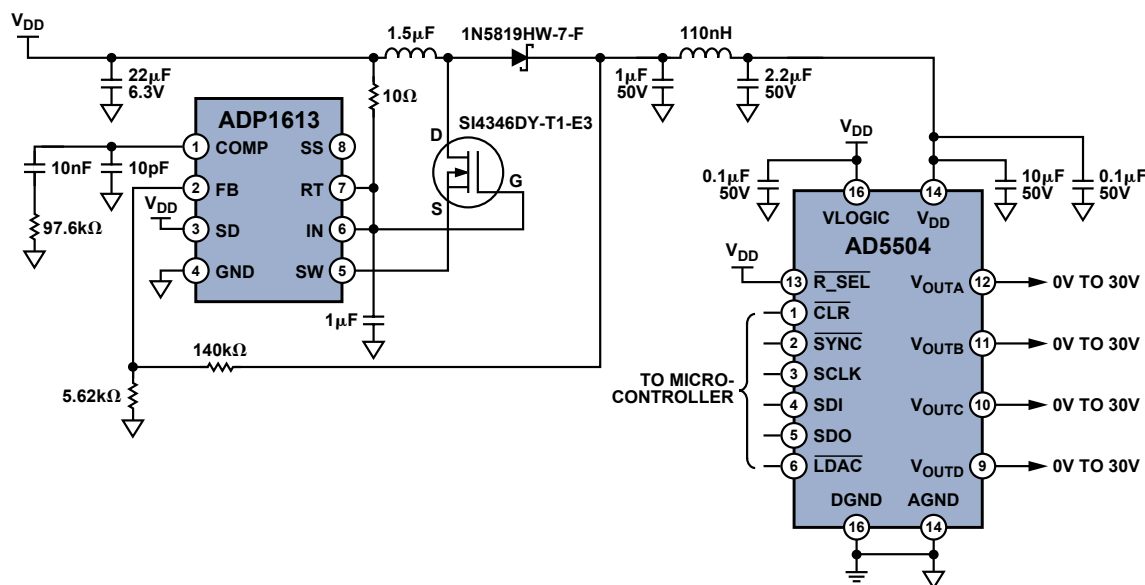 VDD
1.5μF
1N5819HW-7-F
110nH
22μF
6.3V
10Ω
1μF
50V
2.2μF
50V
SI4346DY-T1-E3
D
G
S
ADP1613
1 COMP
SS 8
2 FB
RT 7
3 SD
IN 6
4 GND
SW 5
10nF
10pF
VDD
97.6kΩ
1μF
140kΩ
5.62kΩ
VDD
0.1μF
50V
10μF
50V
0.1μF
50V
16
14
VLOGIC
VDD
AD5504
VDD
13 R_SEL
VOUTA 12
0V TO 30V
1 CLR
2 SYNC
VOUTB 11
0V TO 30V
3 SCLK
TO MICRO-
CONTROLLER
4 SDI
VOUTC 10
0V TO 30V
5 SDO
6 LDAC
VOUTD 9
0V TO 30V
DGND
AGND
16
14